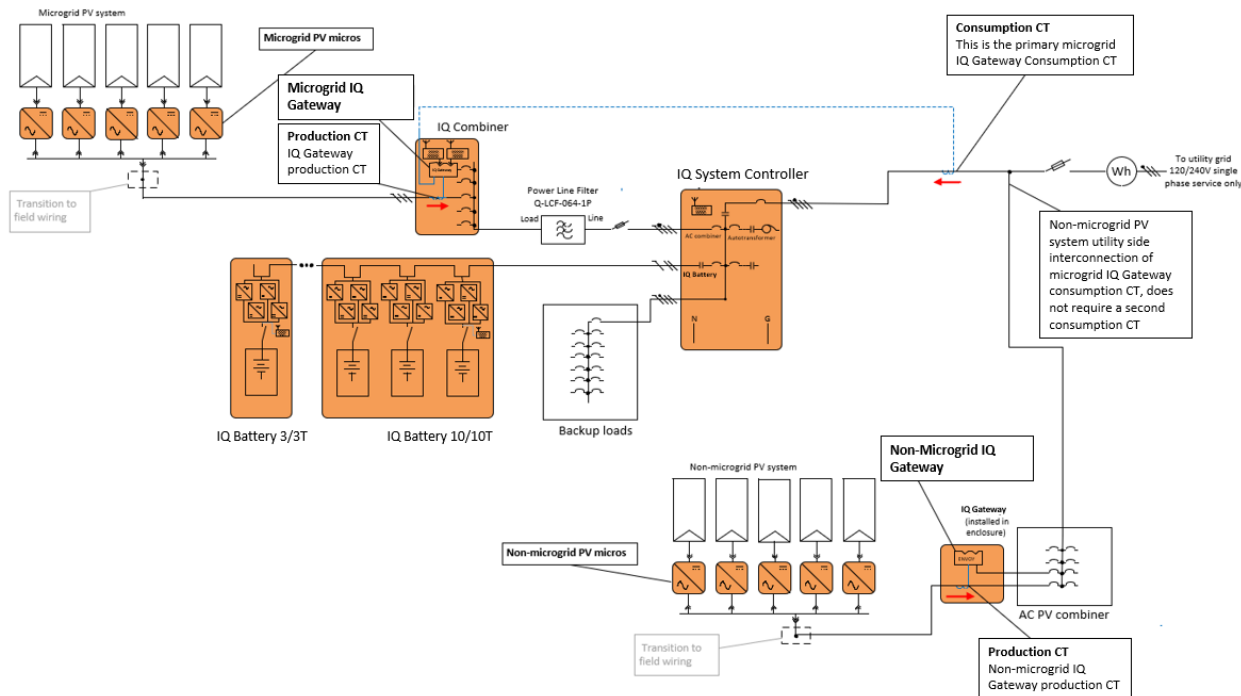 Microgrid PV system
Microgrid PV micros
Microgrid IQ
Gateway
Production CT
IQ Gateway
production CT
Transition to
field wiring
IQ Combiner
IQ Gateway
Power Line Filter
Q-LCF-064-1P
Load
Line
IQ System Controller
AC combiner
Autotransformer
IQ Battery
N
G
Consumption CT
This is the primary microgrid
IQ Gateway Consumption CT
Wh
To utility grid
120/240V single
phase service only
Non-microgrid PV
system utility side
interconnection of
microgrid IQ Gateway
consumption CT, does
not require a second
consumption CT
IQ Battery 3/3T
IQ Battery 10/10T
Backup loads
Non-microgrid PV system
Non-microgrid PV micros
Transition to
field wiring
Non-Microgrid IQ
Gateway
IQ Gateway
(installed in
enclosure)
ENVOY
AC PV combiner
Production CT
Non-microgrid IQ
Gateway production CT